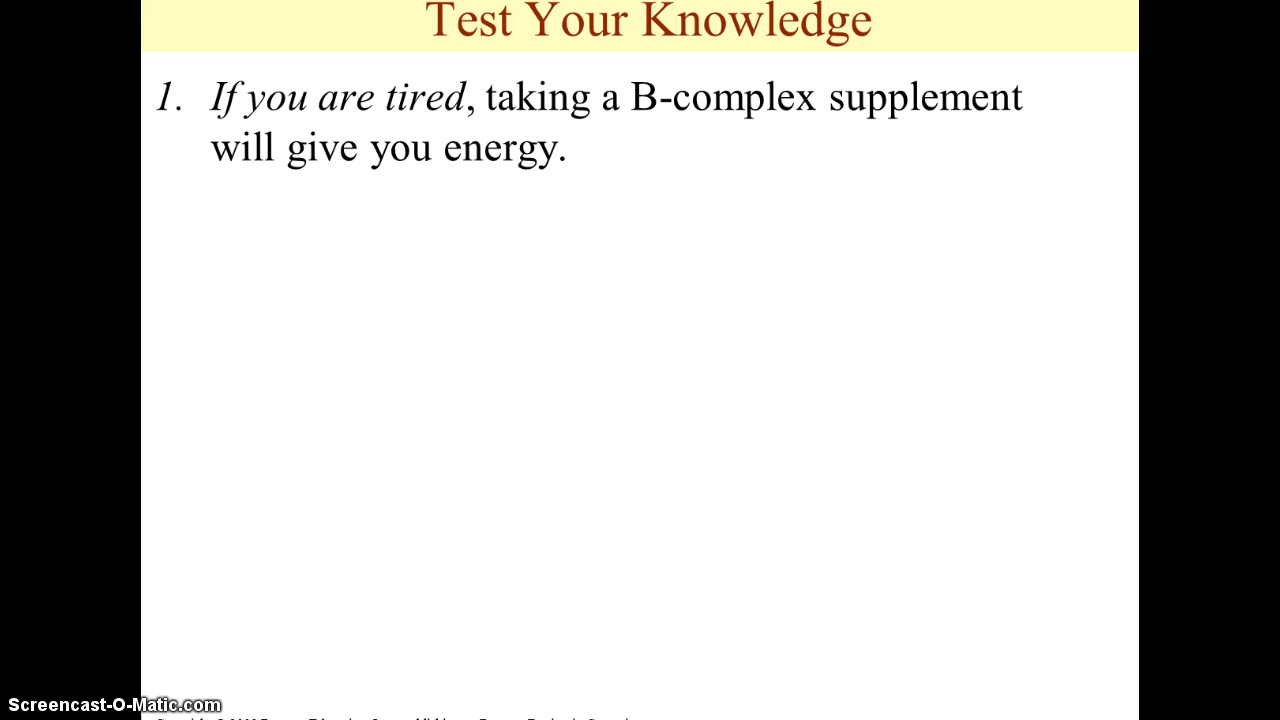 Test Your Knowledge
1. If you are tired, taking a B-complex supplement
will give you energy.
Screencast-O-Matic.com